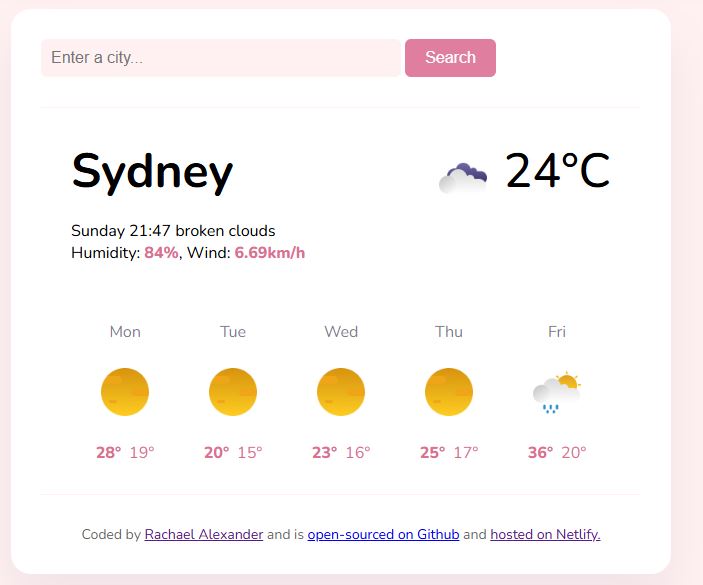 Enter a city...
Search
Sydney
24°C
Sunday 21:47 broken clouds
Humidity: 84%, Wind: 6.69km/h
Mon Tue Wed Thu Fri
28° 19° 20° 15° 23° 16° 25° 17° 36° 20°
Coded by Rachael Alexander and is open-sourced on Github and hosted on Netlify.